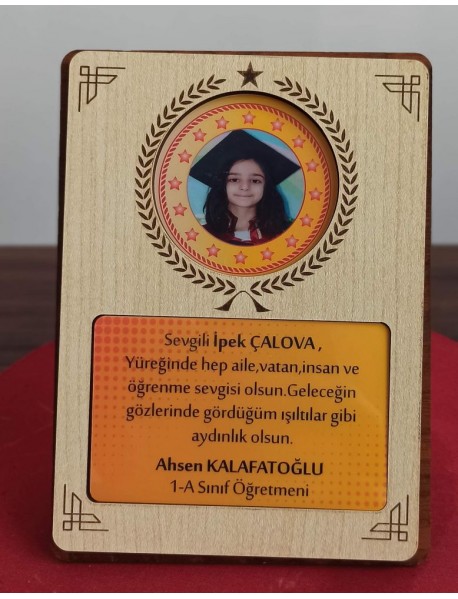 Sevgili İpek ÇALOVA ,
Yüreğinde hep aile,vatan,insan ve
öğrenme sevgisi olsun.Geleceğin
gözlerinde gördüğüm ışıltılar gibi
aydınlık olsun.
Ahsen KALAFATOĞLU
1-A Sınıf Öğretmeni